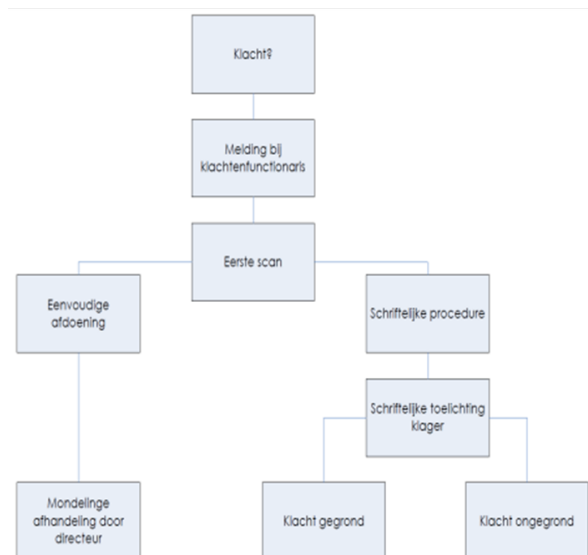 Klacht?
Melding bij
klachtenfunctionaris
Eerste scan
Eenvoudige
afdoening
Schriftelijke procedure
Schriftelijke toelichting
klager
Mondelinge
afhandeling door
directeur
Klacht gegrond
Klacht ongegrond